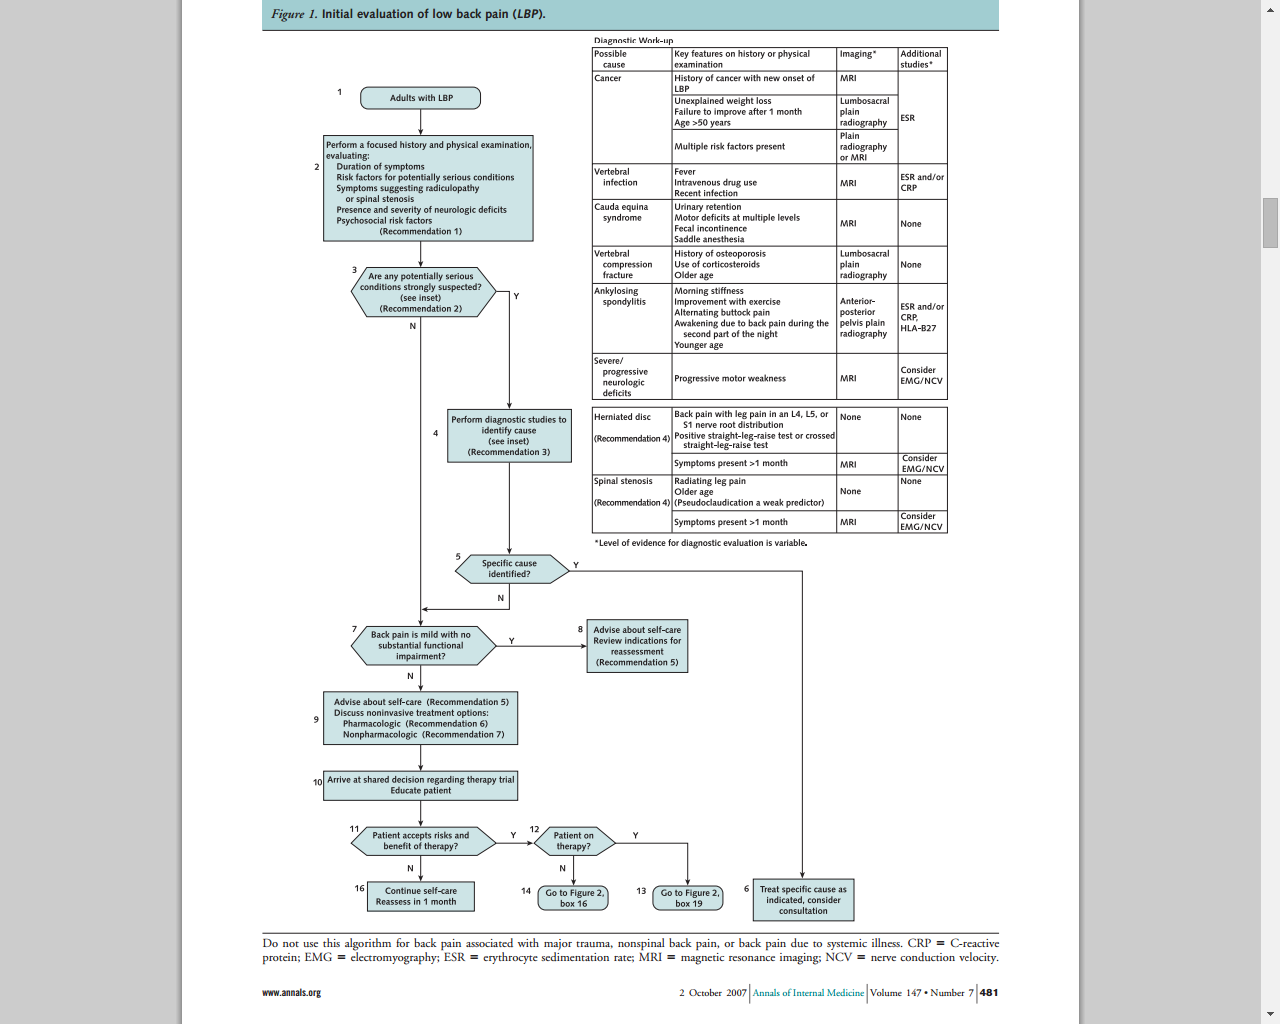 Figure 1. Initial evaluation of low back pain (LBP).
1
Adults with LBP
2
Perform a focused history and physical examination,
evaluating:
Duration of symptoms
Risk factors for potentially serious conditions
Symptoms suggesting radiculopathy
or spinal stenosis
Presence and severity of neurologic deficits
Psychosocial risk factors
(Recommendation 1)
3
Are any potentially serious
conditions strongly suspected?
(see inset)
(Recommendation 2)
Y
N
4
Perform diagnostic studies to
identify cause
(see inset)
(Recommendation 3)
5
Specific cause
identified?
Y
N
7
Back pain is mild with no
substantial functional
impairment?
Y
N
8
Advise about self-care
Review indications for
reassessment
(Recommendation 5)
9
Advise about self-care (Recommendation 5)
Discuss noninvasive treatment options:
Pharmacologic (Recommendation 6)
Nonpharmacologic (Recommendation 7)
10
Arrive at shared decision regarding therapy trial
Educate patient
11
Patient accepts risks and
benefit of therapy?
Y
N
12
Patient on
therapy?
Y
N
16
Continue self-care
Reassess in 1 month
14
Go to Figure 2,
box 16
13
Go to Figure 2,
box 19
6
Treat specific cause as
indicated, consider
consultation
Diagnostic Work-up
Possible
cause
Key features on history or physical
examination
Imaging*
Additional
studies*
Cancer
History of cancer with new onset of
LBP
MRI
Unexplained weight loss
Failure to improve after 1 month
Age >50 years
Lumbosacral
plain
radiography
ESR
Multiple risk factors present
Plain
radiography
or MRI
Vertebral
infection
Fever
Intravenous drug use
Recent infection
MRI
ESR and/or
CRP
Cauda equina
syndrome
Urinary retention
Motor deficits at multiple levels
Fecal incontinence
Saddle anesthesia
MRI
None
Vertebral
compression
fracture
History of osteoporosis
Use of corticosteroids
Older age
Lumbosacral
plain
radiography
None
Ankylosing
spondylitis
Morning stiffness
Improvement with exercise
Alternating buttock pain
Awakening due to back pain during the
second part of the night
Younger age
Anterior-
posterior
pelvis plain
radiography
ESR and/or
CRP,
HLA-B27
Severe/
progressive
neurologic
deficits
Progressive motor weakness
MRI
Consider
EMG/NCV
Herniated disc
(Recommendation 4)
Back pain with leg pain in an L4, L5, or
S1 nerve root distribution
Positive straight-leg-raise test or crossed
straight-leg-raise test
None
None
Symptoms present >1 month
MRI
Consider
EMG/NCV
Spinal stenosis
(Recommendation 4)
Radiating leg pain
Older age
(Pseudoclaudication a weak predictor)
None
None
Symptoms present >1 month
MRI
Consider
EMG/NCV
*Level of evidence for diagnostic evaluation is variable.
Do not use this algorithm for back pain associated with major trauma, nonspinal back pain, or back pain due to systemic illness. CRP = C-reactive
protein; EMG = electromyography; ESR = erythrocyte sedimentation rate; MRI = magnetic resonance imaging; NCV = nerve conduction velocity.
www.annals.org
2 October 2007 Annals of Internal Medicine Volume 147 • Number 7 481